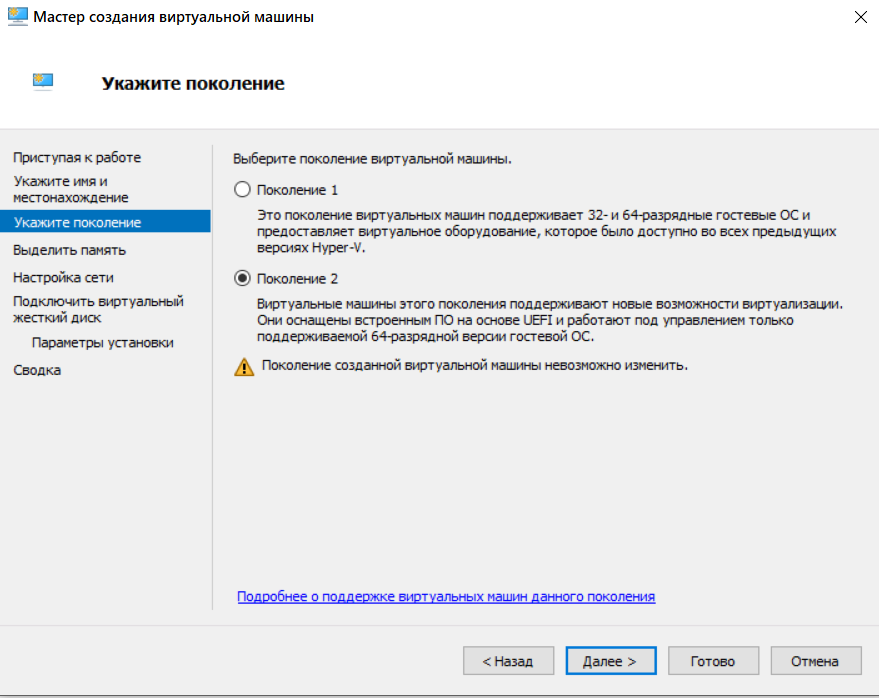 Мастер создания виртуальной машины
Укажите поколение
Приступая к работе
Укажите имя и
местонахождение
Укажите поколение
Выделить память
Настройка сети
Подключить виртуальный
жесткий диск
Параметры установки
Сводка
Выберите поколение виртуальной машины.
Поколение 1
Это поколение виртуальных машин поддерживает 32- и 64-разрядные гостевые ОС и
предоставляет виртуальное оборудование, которое было доступно во всех предыдущих
версиях Hyper-V.
Поколение 2
Виртуальные машины этого поколения поддерживают новые возможности виртуализации.
Они оснащены встроенным ПО на основе UEFI и работают под управлением только
поддерживаемой 64-разрядной версии гостевой ОС.
Поколение созданной виртуальной машины невозможно изменить.
Подробнее о поддержке виртуальных машин данного поколения
< Назад
Далее >
Готово
Отмена